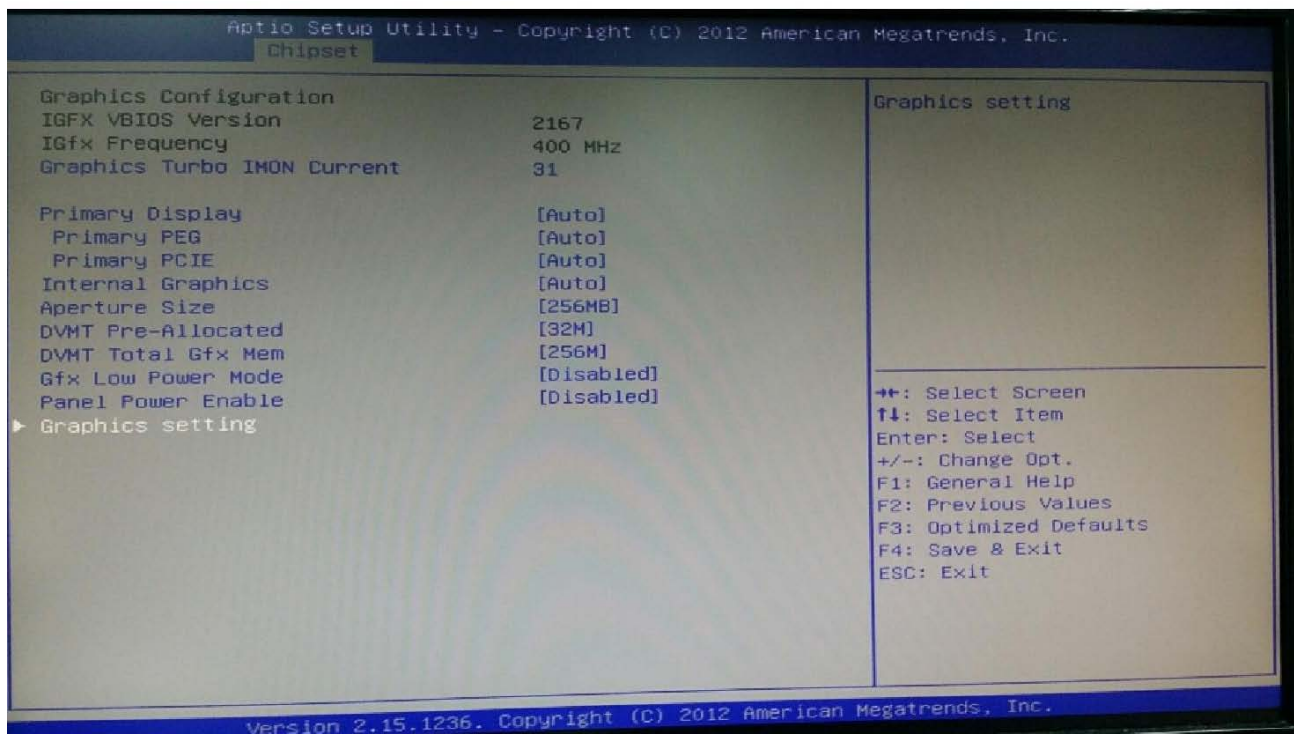 Aptio Setup Utility - Copyright (C) 2012 American Megatrends, Inc.
Chipset
Graphics Configuration
IGFX VBIOS Version 2167
IGfx Frequency 400 MHz
Graphics Turbo IMON Current 31
Primary Display [Auto]
Primary PEG [Auto]
Primary PCIE [Auto]
Internal Graphics [Auto]
Aperture Size [256MB]
DVMT Pre-Allocated [32M]
DVMT Total Gfx Mem [256M]
Gfx Low Power Mode [Disabled]
Panel Power Enable [Disabled]
▶ Graphics setting
Graphics setting
→←: Select Screen
↑↓: Select Item
Enter: Select
+/-: Change Opt.
F1: General Help
F2: Previous Values
F3: Optimized Defaults
F4: Save & Exit
ESC: Exit
Version 2.15.1236. Copyright (C) 2012 American Megatrends, Inc.